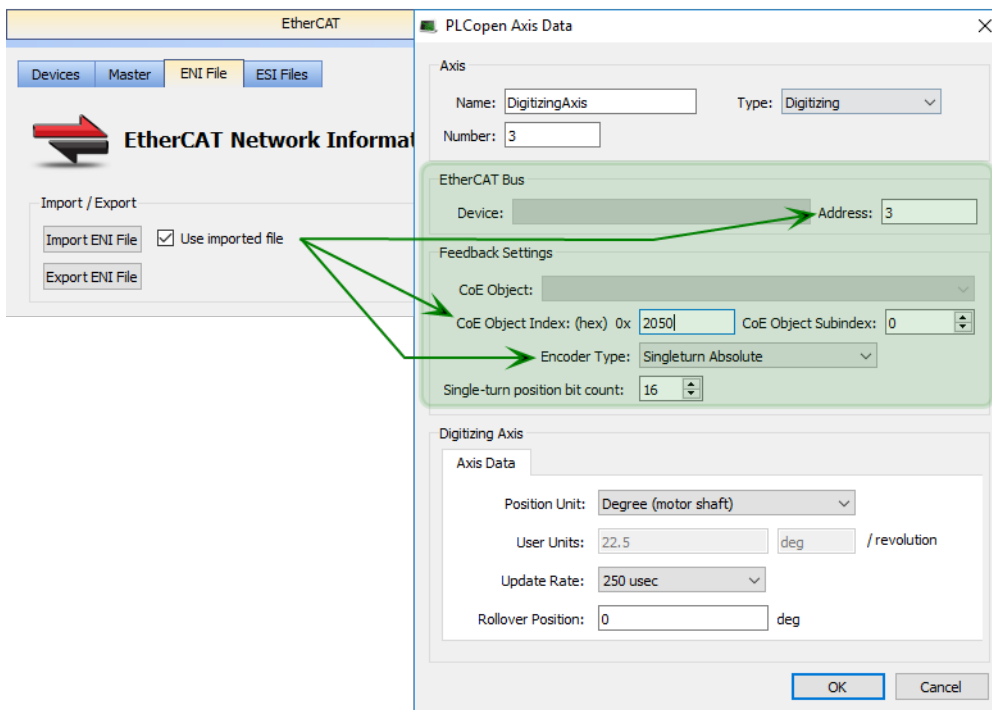 EtherCAT
Devices Master ENI File ESI Files
EtherCAT Network Informat
Import / Export
Import ENI File Use imported file
Export ENI File
PLCopen Axis Data
Axis
Name: DigitizingAxis Type: Digitizing
Number: 3
EtherCAT Bus
Device: Address: 3
Feedback Settings
CoE Object:
CoE Object Index: (hex) 0x 2050 CoE Object Subindex: 0
Encoder Type: Singleturn Absolute
Single-turn position bit count: 16
Digitizing Axis
Axis Data
Position Unit: Degree (motor shaft)
User Units: 22.5 deg / revolution
Update Rate: 250 usec
Rollover Position: 0 deg
OK Cancel